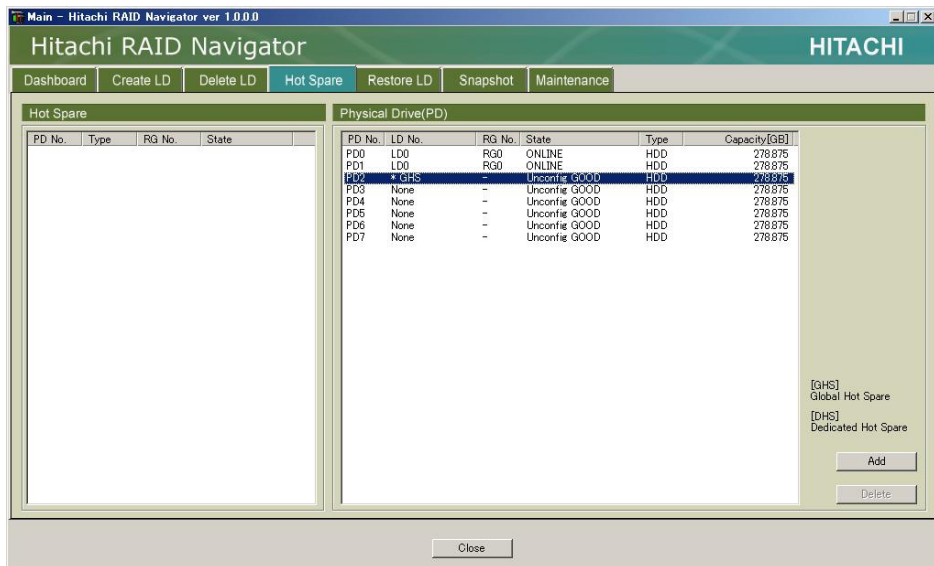 Main - Hitachi RAID Navigator ver 1.0.0.0
Hitachi RAID Navigator
HITACHI
Dashboard Create LD Delete LD Hot Spare Restore LD Snapshot Maintenance
Hot Spare
PD No. Type RG No. State
Physical Drive(PD)
PD No. LD No. RG No. State Type Capacity[GB]
PD0 LD0 RG0 ONLINE HDD 278.875
PD1 LD0 RG0 ONLINE HDD 278.875
PD2 * GHS - Unconfig GOOD HDD 278.875
PD3 None - Unconfig GOOD HDD 278.875
PD4 None - Unconfig GOOD HDD 278.875
PD5 None - Unconfig GOOD HDD 278.875
PD6 None - Unconfig GOOD HDD 278.875
PD7 None - Unconfig GOOD HDD 278.875
[GHS]
Global Hot Spare
[DHS]
Dedicated Hot Spare
Add
Delete
Close